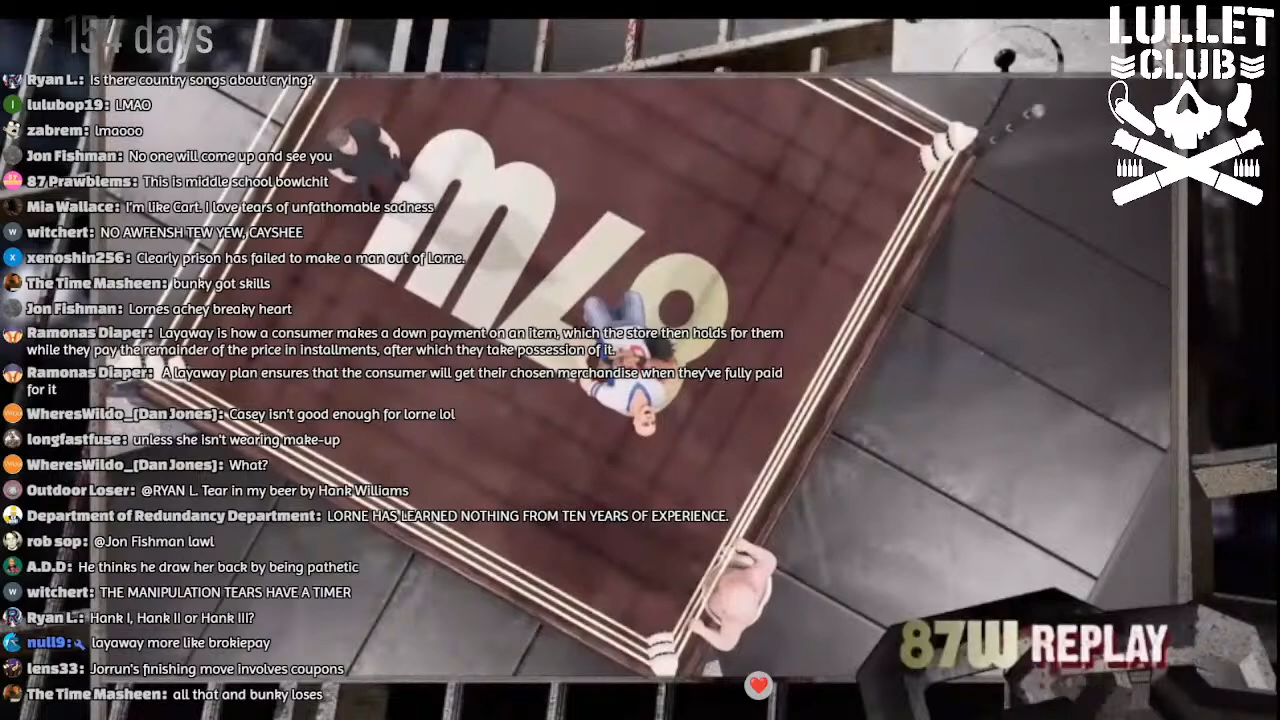 154 days
LULLET
CLUB
Ryan L.: Is there country songs about crying?
lulubop19: LMAO
zabrem: lmaooo
Jon Fishman: No one will come up and see you
87 Prawblems: This is middle school bowlchit
Mia Wallace: I'm like Cart. I love tears of unfathomable sadness
witchert: NO AWFENSH TEW YEW, CAYSHEE
xenoshin256: Clearly prison has failed to make a man out of Lorne.
The Time Masheen: bunky got skills
Jon Fishman: Lornes achey breaky heart
Ramonas Diaper: Layaway is how a consumer makes a down payment on an item, which the store then holds for them
while they pay the remainder of the price in installments, after which they take possession of it.
Ramonas Diaper: A layaway plan ensures that the consumer will get their chosen merchandise when they've fully paid
for it
WheresWildo_[Dan Jones]: Casey isn't good enough for lorne lol
longfastfuse: unless she isn't wearing make-up
WheresWildo_[Dan Jones]: What?
Outdoor Loser: @RYAN L. Tear in my beer by Hank Williams
Department of Redundancy Department: LORNE HAS LEARNED NOTHING FROM TEN YEARS OF EXPERIENCE.
rob sop: @Jon Fishman lawl
A.D.D: He thinks he draw her back by being pathetic
witchert: THE MANIPULATION TEARS HAVE A TIMER
Ryan L.: Hank I, Hank II or Hank III?
null9: layaway more like brokiepay
lens33: Jorrun's finishing move involves coupons
The Time Masheen: all that and bunky loses
87W REPLAY